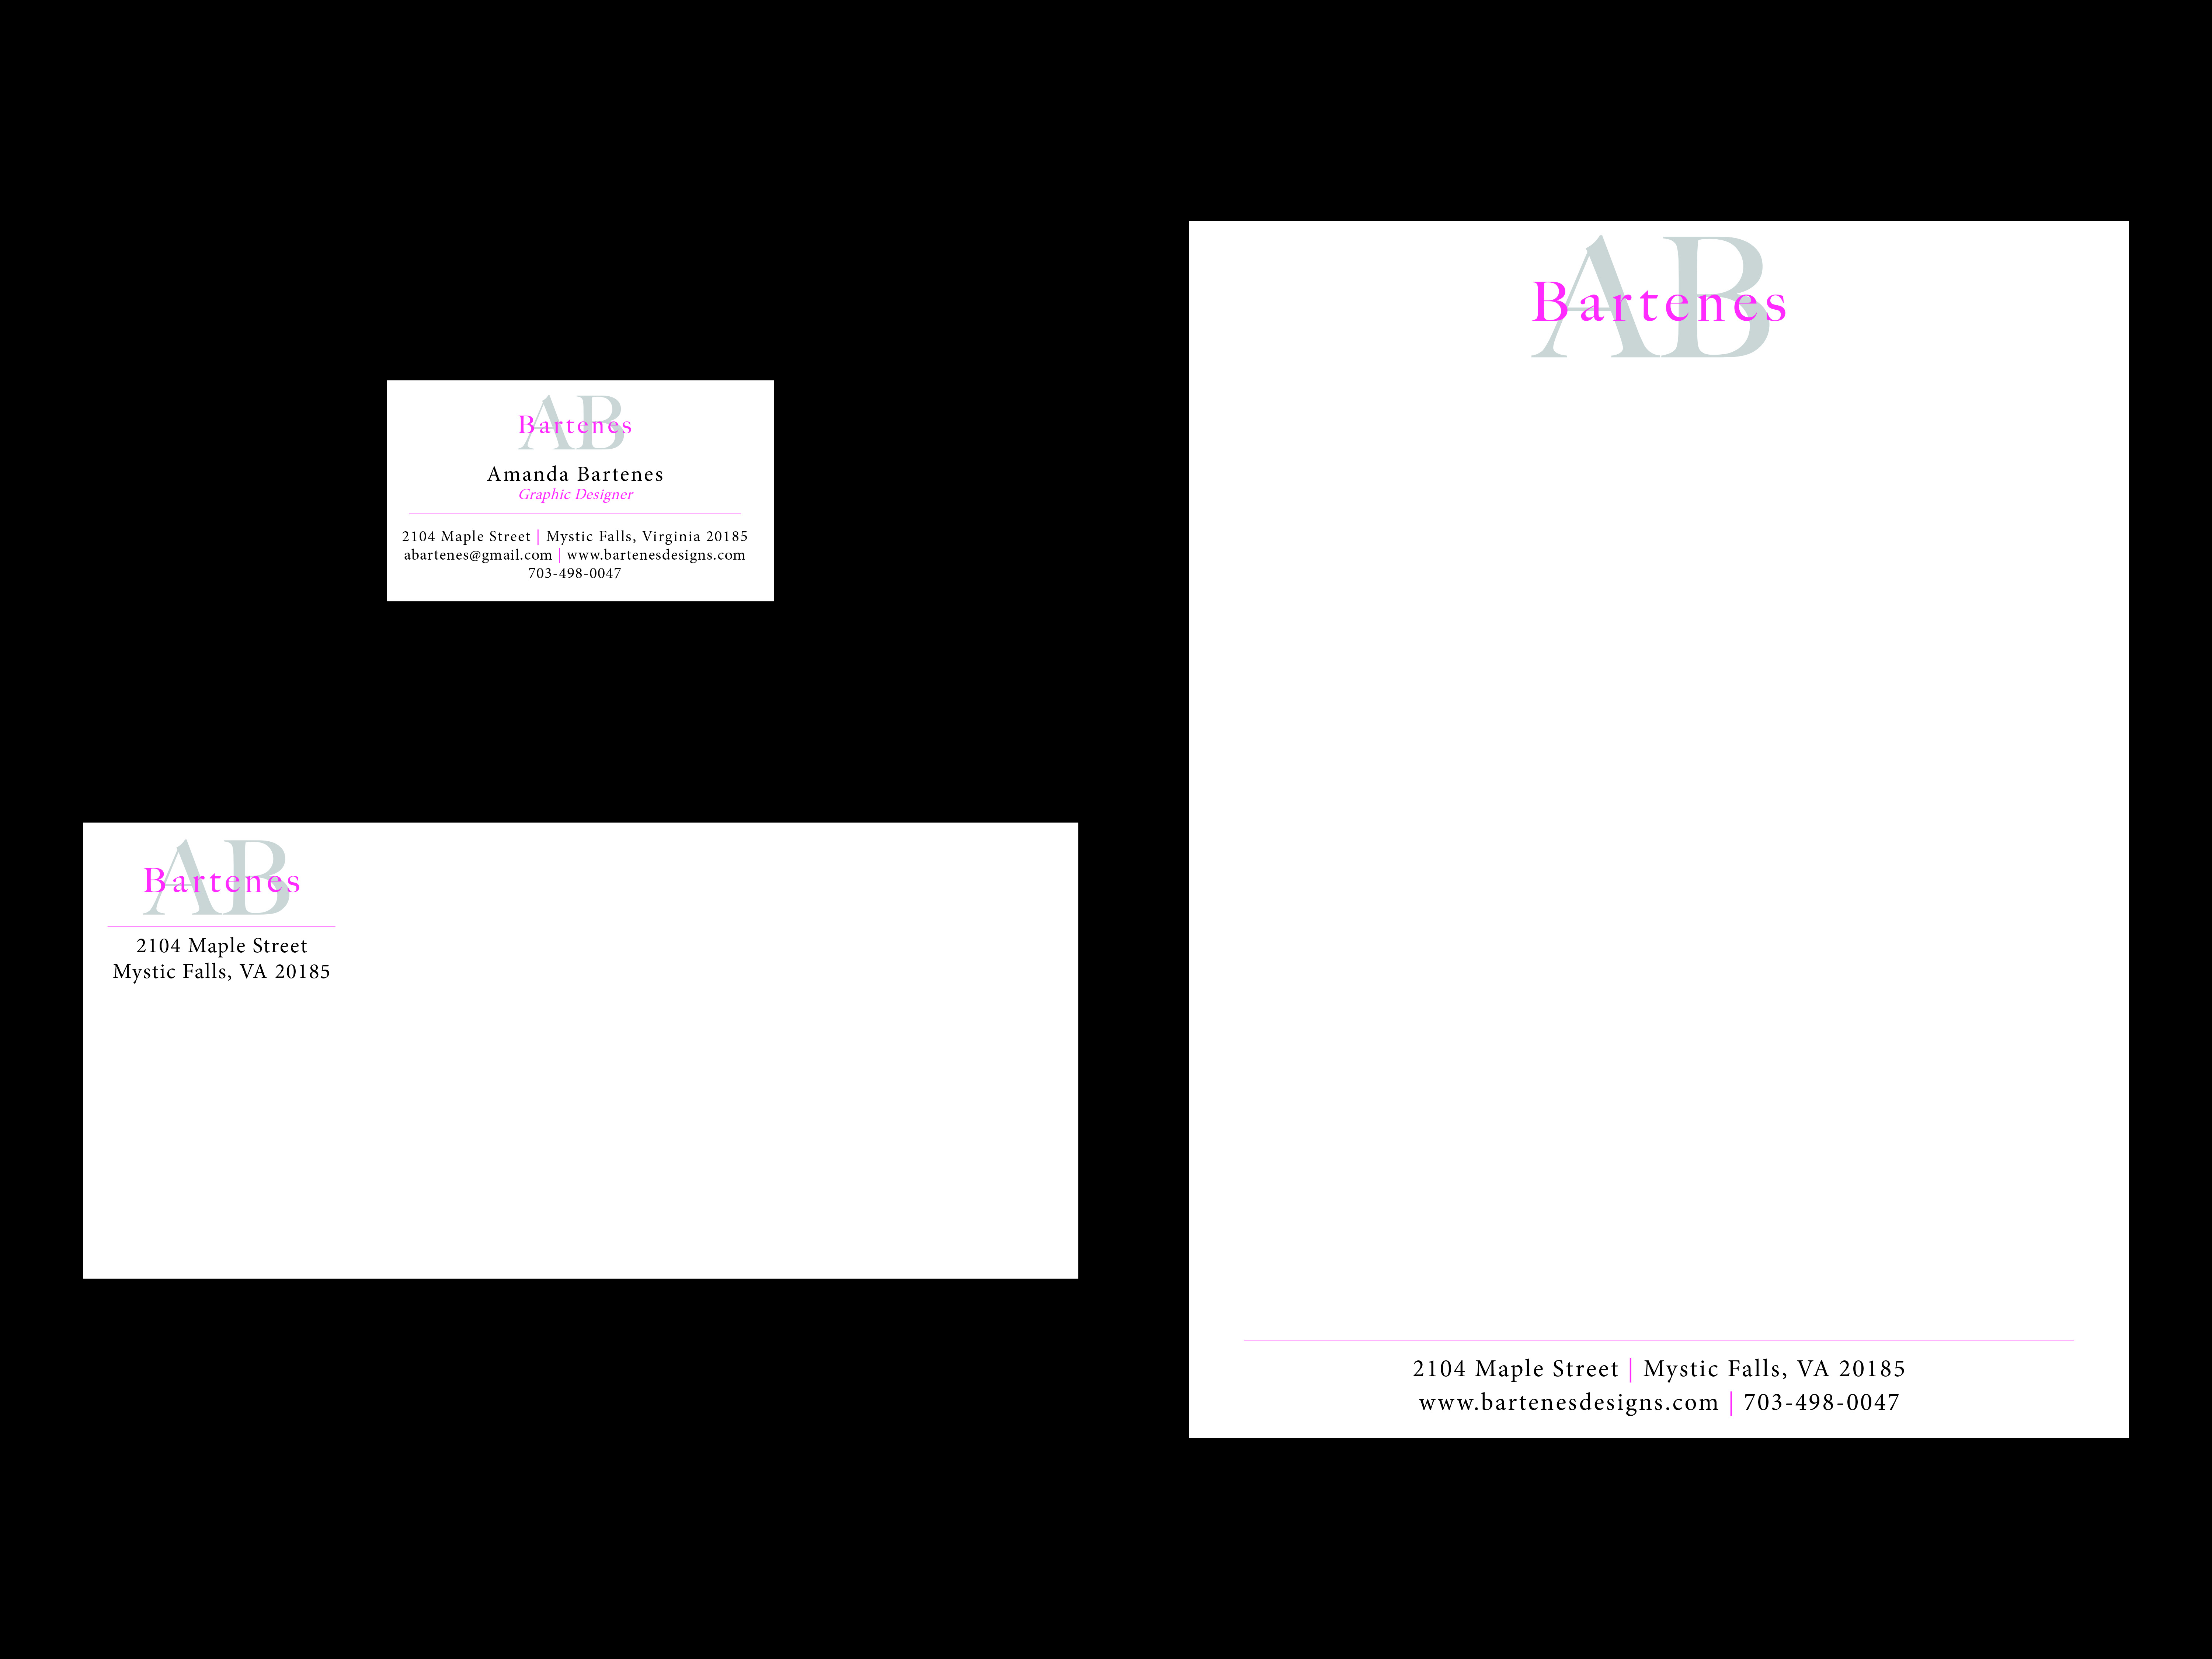 AB
Bartenes
Amanda Bartenes
Graphic Designer
2104 Maple Street | Mystic Falls, Virginia 20185
abartenes@gmail.com | www.bartenesdesigns.com
703-498-0047
AB
Bartenes
2104 Maple Street
Mystic Falls, VA 20185
AB
Bartenes
2104 Maple Street | Mystic Falls, VA 20185
www.bartenesdesigns.com | 703-498-0047